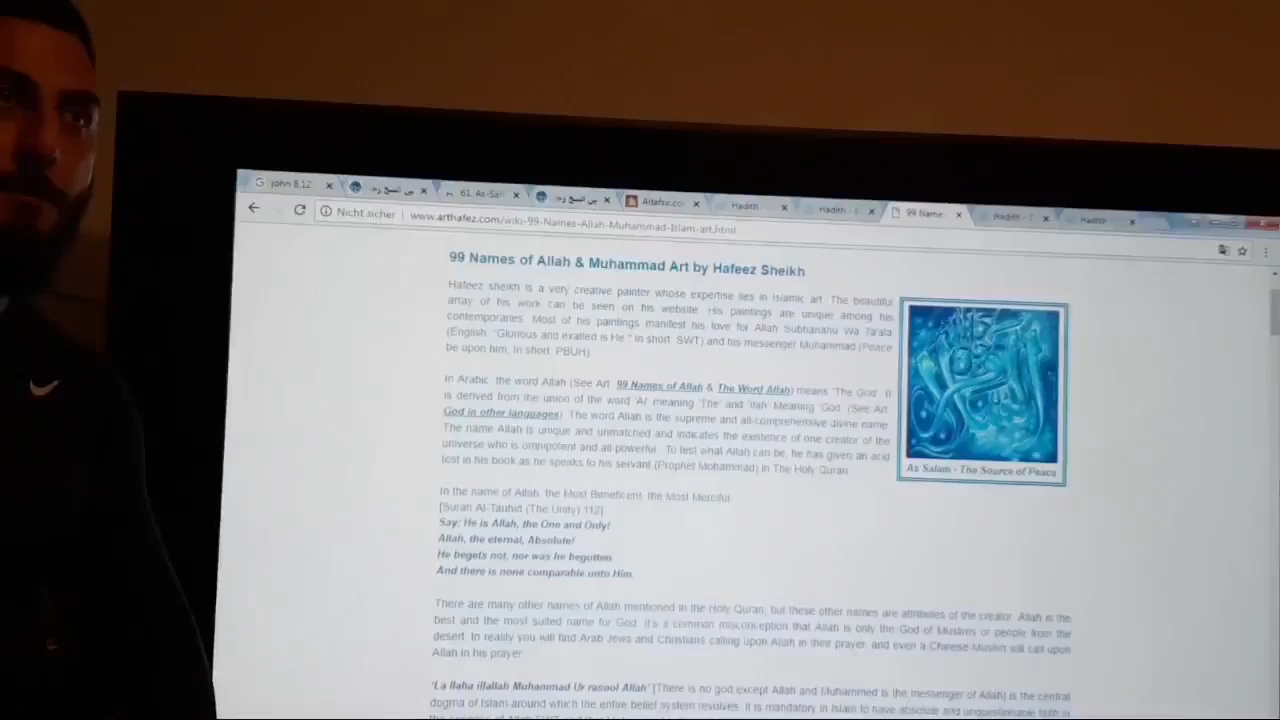 john 8,12
61. As-Sa
Altafsir.co
Hadith
Hadith -
99 Name
Hadith -
Hadith
Nicht sicher | www.arthafez.com/wiki-99-Names-Allah-Muhammad-Islam-art.html
99 Names of Allah & Muhammad Art by Hafeez Sheikh
Hafeez sheikh is a very creative painter whose expertise lies in Islamic art. The beautiful
array of his work can be seen on his website. His paintings are unique among his
contemporaries. Most of his paintings manifest his love for Allah Subhanahu Wa Ta'ala
(English: "Glorious and exalted is He." In short: SWT) and his messenger Muhammad (Peace
be upon him, in short: PBUH).
In Arabic, the word Allah (See Art: 99 Names of Allah & The Word Allah) means 'The God'. It
is derived from the union of the word 'Al' meaning 'The' and 'Ilah' Meaning 'God' (See Art:
God in other languages). The word Allah is the supreme and all-comprehensive divine name.
The name Allah is unique and unmatched and indicates the existence of one creator of the
universe who is omnipotent and all-powerful. To test what Allah can be, he has given an acid
test in his book as he speaks to his servant (Prophet Mohammad) In The Holy Quran.
As Salam - The Source of Peace
In the name of Allah, the Most Beneficent, the Most Merciful
[Surah Al-Tauhid (The Unity) 112]
Say: He is Allah, the One and Only!
Allah, the eternal, Absolute!
He begets not, nor was he begotten.
And there is none comparable unto Him.
There are many other names of Allah mentioned in the Holy Quran, but these other names are attributes of the creator. Allah is the
best and the most suited name for God. It's a common misconception that Allah is only the God of Muslims or people from the
desert. In reality you will find Arab Jews and Christians calling upon Allah in their prayer, and even a Chinese Muslim will call upon
Allah in his prayer.
'La Ilaha illallah Muhammad Ur rasool Allah' [There is no god except Allah and Muhammed is the messenger of Allah] is the central
dogma of Islam around which the entire belief system revolves. It is mandatory in Islam to have absolute and unquestionable faith in